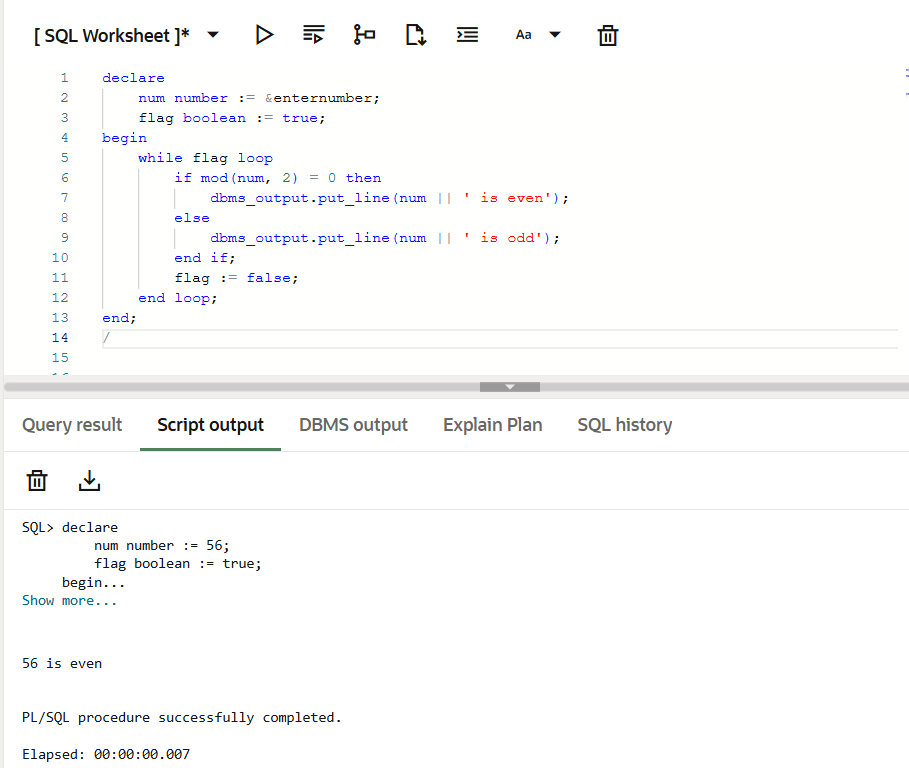 [ SQL Worksheet ]*
Aa
1 declare
2     num number := &enternumber;
3     flag boolean := true;
4 begin
5     while flag loop
6         if mod(num, 2) = 0 then
7             dbms_output.put_line(num || ' is even');
8         else
9             dbms_output.put_line(num || ' is odd');
10         end if;
11         flag := false;
12     end loop;
13 end;
14 /
15
Query result Script output DBMS output Explain Plan SQL history
SQL> declare
         num number := 56;
         flag boolean := true;
     begin...
Show more...
56 is even
PL/SQL procedure successfully completed.
Elapsed: 00:00:00.007